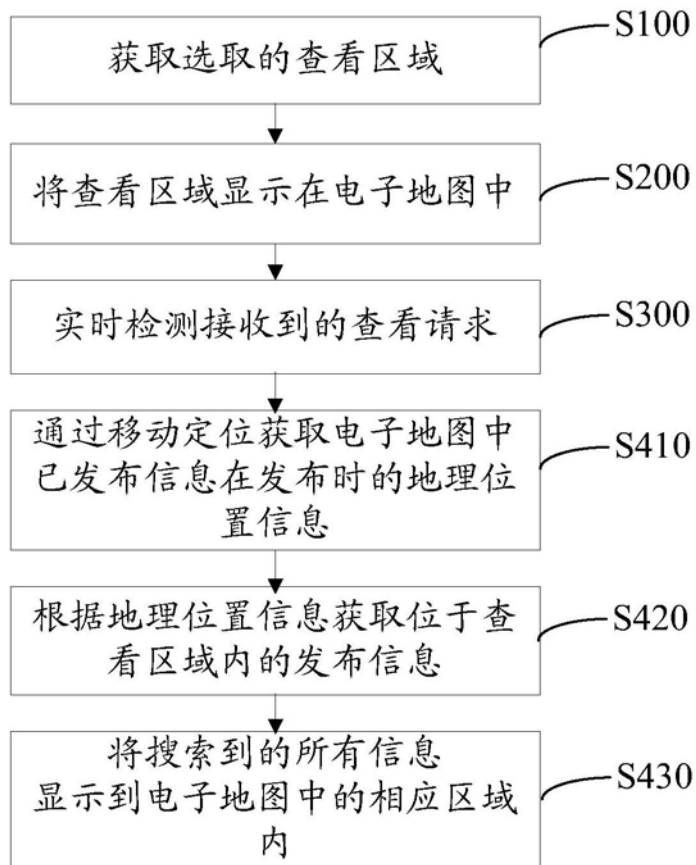 获取选取的查看区域
S100
将查看区域显示在电子地图中
S200
实时检测接收到的查看请求
S300
通过移动定位获取电子地图中
已发布信息在发布时的地理位
置信息
S410
根据地理位置信息获取位于查
看区域内的发布信息
S420
将搜索到的所有信息
显示到电子地图中的相应区域
内
S430